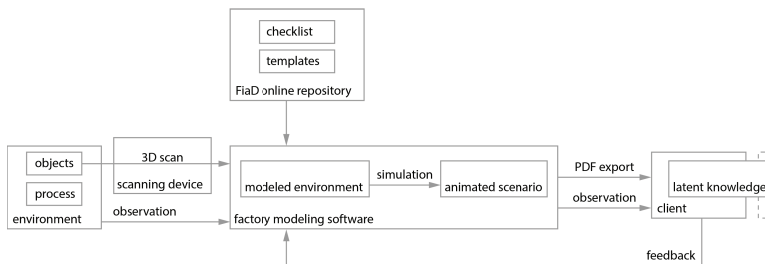 checklist
templates
FiaD online repository
objects
3D scan
process
scanning device
environment
observation
modeled environment
simulation
animated scenario
factory modeling software
PDF export
observation
latent knowledge
client
feedback